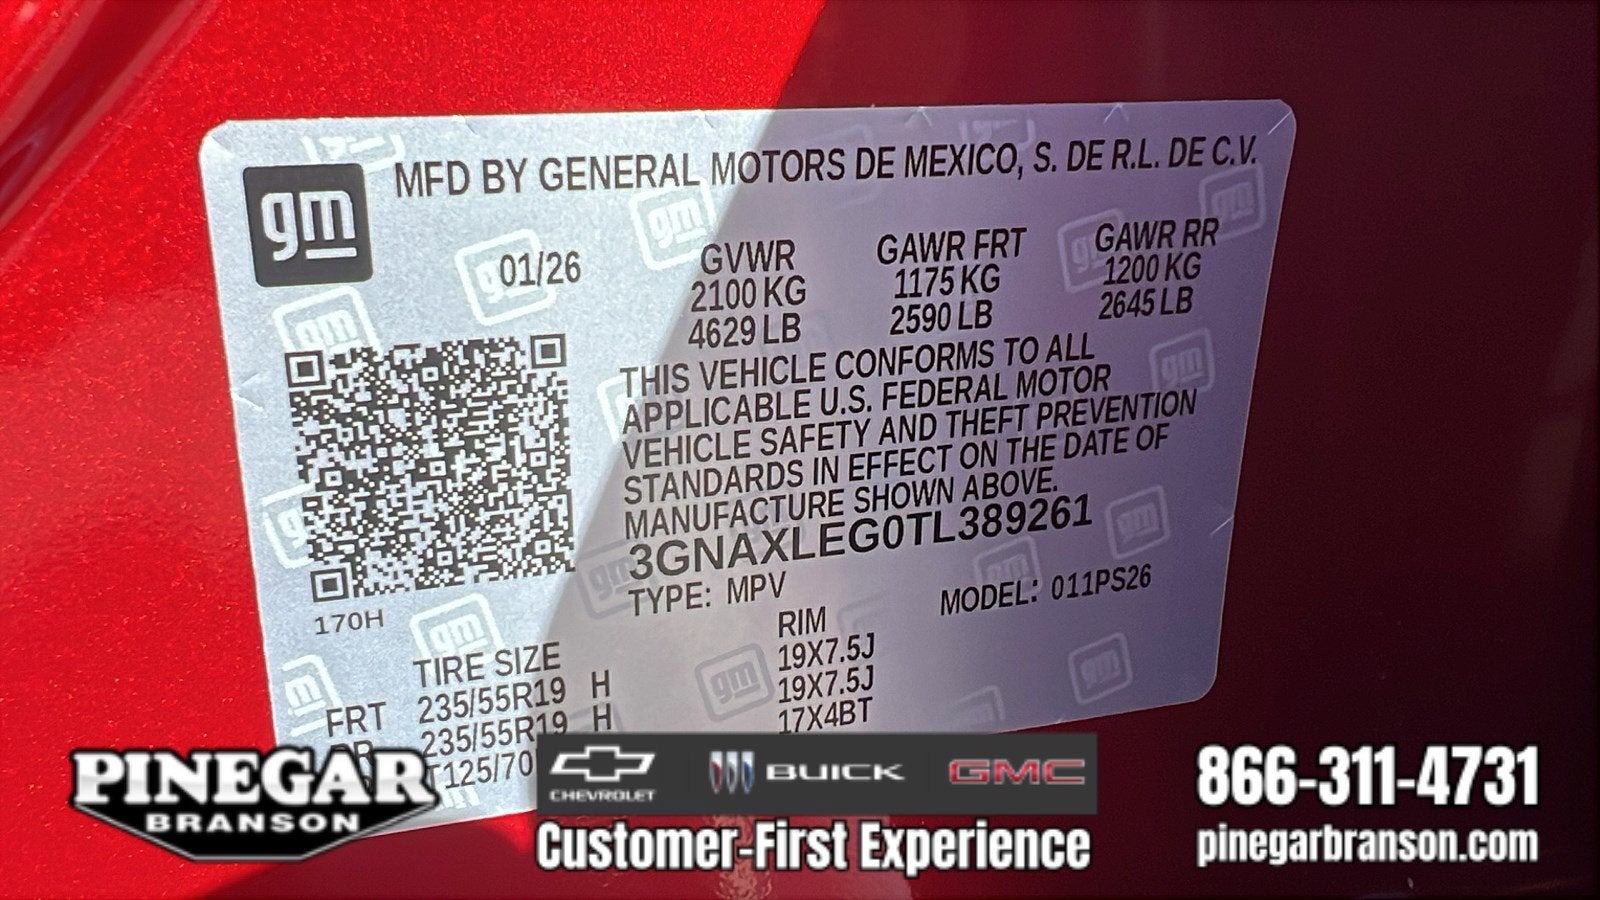 gm
MFD BY GENERAL MOTORS DE MEXICO, S. DE R.L. DE C.V.
01/26
GVWR GAWR FRT GAWR RR
2100 KG 1175 KG 1200 KG
4629 LB 2590 LB 2645 LB
THIS VEHICLE CONFORMS TO ALL
APPLICABLE U.S. FEDERAL MOTOR
VEHICLE SAFETY AND THEFT PREVENTION
STANDARDS IN EFFECT ON THE DATE OF
MANUFACTURE SHOWN ABOVE.
3GNAXLEG0TL389261
TYPE: MPV MODEL: 011PS26
170H
TIRE SIZE RIM
FRT 235/55R19 H 19X7.5J
235/55R19 H 19X7.5J
T125/70 17X4BT
PINEGAR
BRANSON
CHEVROLET
BUICK
GMC
Customer-First Experience
866-311-4731
pinegarbranson.com